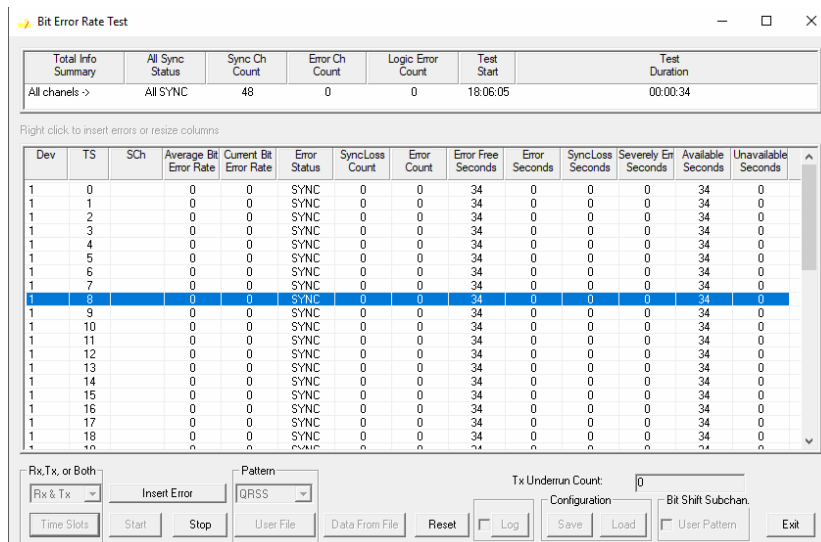 Bit Error Rate Test
Total Info Summary All Sync Status Sync Ch Count Error Ch Count Logic Error Count Test Start Test Duration
All chanels -> All SYNC 48 0 0 18:06:05 00:00:34
Right click to insert errors or resize columns
Dev TS SCh Average Bit Error Rate Current Bit Error Rate Error Status SyncLoss Count Error Count Error Free Seconds Error Seconds SyncLoss Seconds Severely Err Seconds Available Seconds Unavailable Seconds
1 0 0 0 SYNC 0 0 34 0 0 0 34 0
1 1 0 0 SYNC 0 0 34 0 0 0 34 0
1 2 0 0 SYNC 0 0 34 0 0 0 34 0
1 3 0 0 SYNC 0 0 34 0 0 0 34 0
1 4 0 0 SYNC 0 0 34 0 0 0 34 0
1 5 0 0 SYNC 0 0 34 0 0 0 34 0
1 6 0 0 SYNC 0 0 34 0 0 0 34 0
1 7 0 0 SYNC 0 0 34 0 0 0 34 0
1 8 0 0 SYNC 0 0 34 0 0 0 34 0
1 9 0 0 SYNC 0 0 34 0 0 0 34 0
1 10 0 0 SYNC 0 0 34 0 0 0 34 0
1 11 0 0 SYNC 0 0 34 0 0 0 34 0
1 12 0 0 SYNC 0 0 34 0 0 0 34 0
1 13 0 0 SYNC 0 0 34 0 0 0 34 0
1 14 0 0 SYNC 0 0 34 0 0 0 34 0
1 15 0 0 SYNC 0 0 34 0 0 0 34 0
1 16 0 0 SYNC 0 0 34 0 0 0 34 0
1 17 0 0 SYNC 0 0 34 0 0 0 34 0
1 18 0 0 SYNC 0 0 34 0 0 0 34 0
Rx,Tx, or Both Pattern Tx Underrun Count: 0
Rx & Tx Insert Error QRSS Configuration Bit Shift Subchan.
Time Slots Start Stop User File Data From File Reset Log Save Load User Pattern Exit